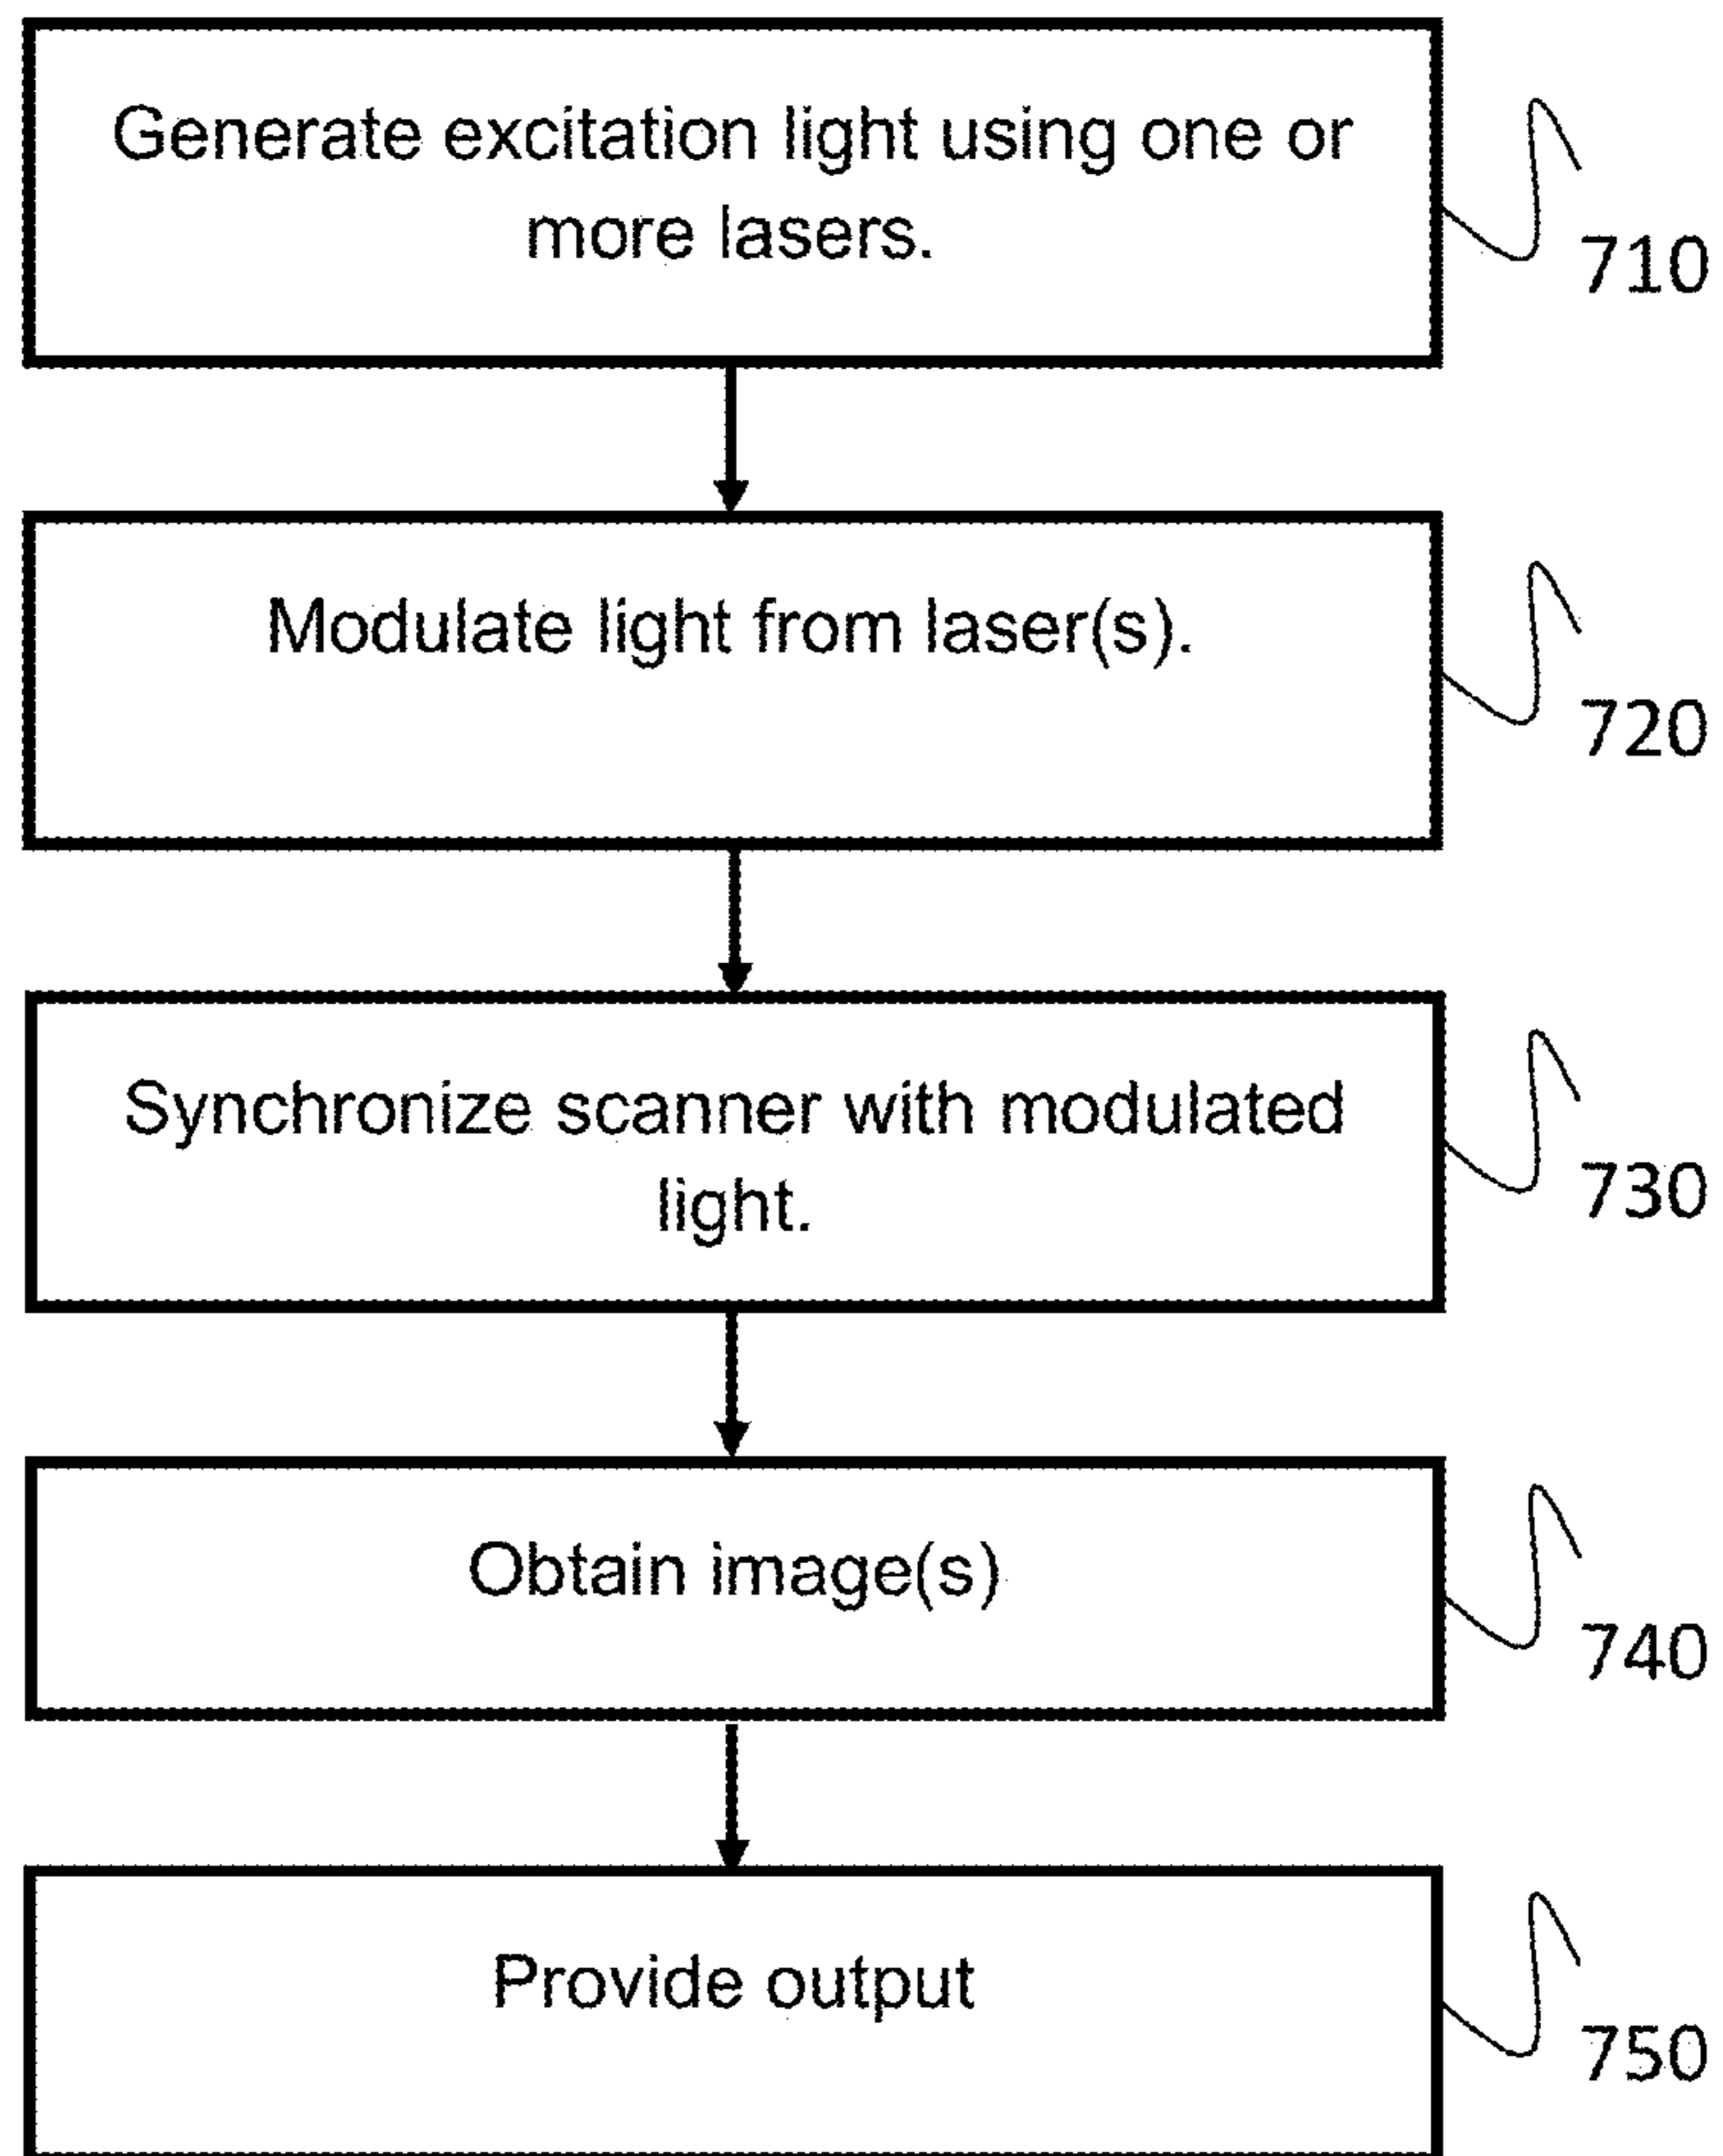 Generate excitation light using one or
more lasers.
710
Modulate light from laser(s).
720
Synchronize scanner with modulated
light.
730
Obtain image(s)
740
Provide output
750